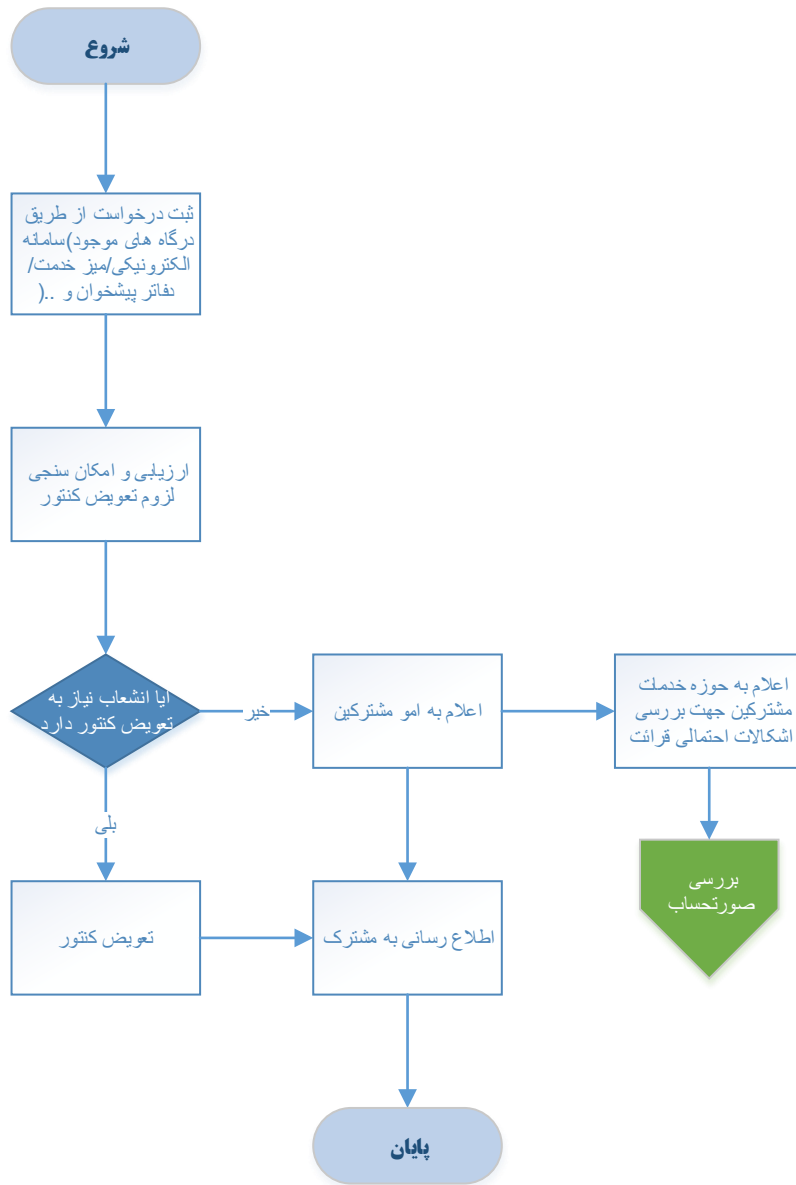 شروع
ثبت درخواست از طریق
درگاه های موجود)سامانه
الکترونیکی/میز خدمت/
دفاتر پیشخوان و ..(
ارزیابی و امکان سنجی
لزوم تعویض کنتور
ایا انشعاب نیاز به
تعویض کنتور دارد
خیر
اعلام به امو مشترکین
اعلام به حوزه خدمات
مشترکین جهت بررسی
اشکالات احتمالی قرائت
بلی
بررسی
صورتحساب
تعویض کنتور
اطلاع رسانی به مشترک
پایان